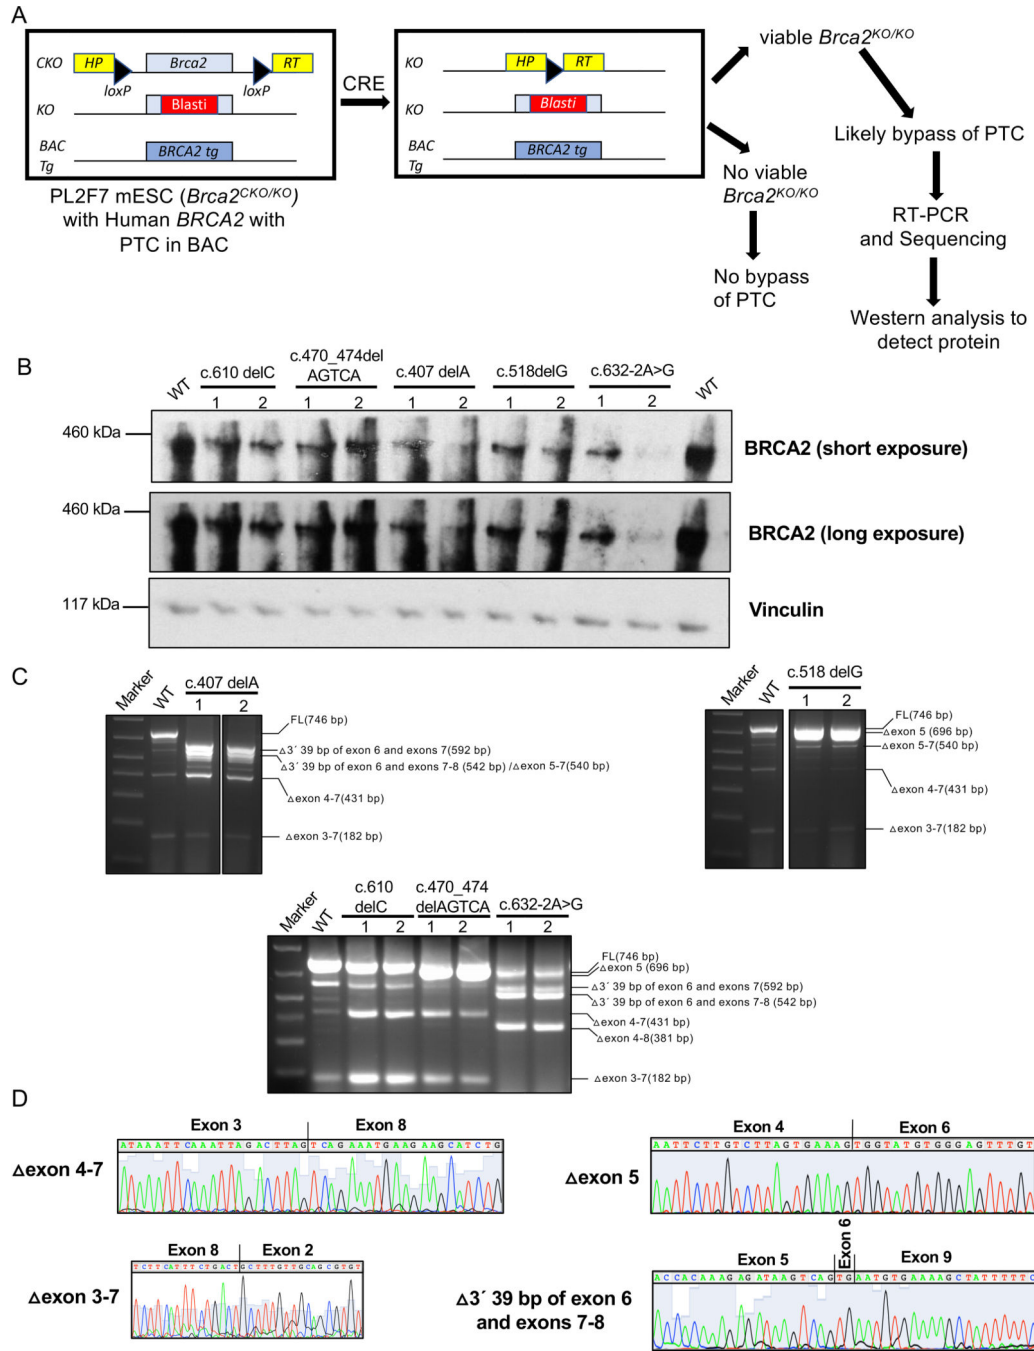 A
CKO
HP
Brca2
RT
loxP
loxP
KO
Blasti
BAC
Tg
BRCA2 tg
PL2F7 mESC (Brca2CKO/KO)
with Human BRCA2 with
PTC in BAC
CRE
KO
HP
RT
KO
Blasti
BAC
Tg
BRCA2 tg
viable Brca2KO/KO
Likely bypass of PTC
RT-PCR
and Sequencing
Western analysis to
detect protein
No viable
Brca2KO/KO
No bypass
of PTC
B
WT
c.610 delC
c.470_474del
AGTCA
c.407 delA
c.518delG
c.632-2A>G
WT
1 2 1 2 1 2 1 2 1 2
460 kDa
BRCA2 (short exposure)
460 kDa
BRCA2 (long exposure)
117 kDa
Vinculin
C
Marker
WT
c.407 delA
1 2
FL(746 bp)
Δ3´ 39 bp of exon 6 and exons 7(592 bp)
Δ3´ 39 bp of exon 6 and exons 7-8 (542 bp) /Δexon 5-7(540 bp)
Δexon 4-7(431 bp)
Δexon 3-7(182 bp)
Marker
WT
c.518 delG
1 2
FL(746 bp)
Δexon 5 (696 bp)
Δexon 5-7(540 bp)
Δexon 4-7(431 bp)
Δexon 3-7(182 bp)
Marker
WT
c.610
delC
c.470_474
delAGTCA
c.632-2A>G
1 2 1 2 1 2
FL(746 bp)
Δexon 5 (696 bp)
Δ3´ 39 bp of exon 6 and exons 7(592 bp)
Δ3´ 39 bp of exon 6 and exons 7-8 (542 bp)
Δexon 4-7(431 bp)
Δexon 4-8(381 bp)
Δexon 3-7(182 bp)
D
Δexon 4-7
Exon 3 Exon 8
ATAAATTCAAATTAGACTTAGTCAGAAATGAAGAAGCATCTG
Δexon 5
Exon 4 Exon 6
AATTCTTGTCTTAGTGAAAGTGGTATGTGGGAGTTTGT
Δexon 3-7
Exon 8 Exon 2
TCTTCATTTCTGACTGCTTTGTTGCAGCGTGT
Δ3´ 39 bp of exon 6
and exons 7-8
Exon 5 Exon 6 Exon 9
ACCACAAAGAGATAAGTCAGTGAATGTGAAAAGCTATTTTTC